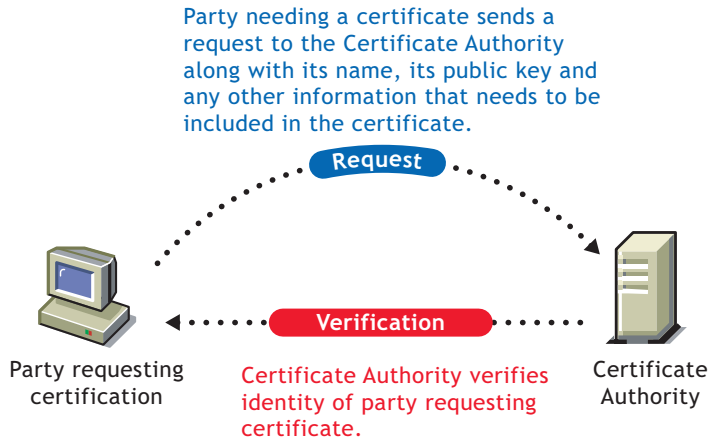 Party needing a certificate sends a
request to the Certificate Authority
along with its name, its public key and
any other information that needs to be
included in the certificate.
Request
Verification
Party requesting
certification
Certificate Authority verifies
identity of party requesting
certificate.
Certificate
Authority